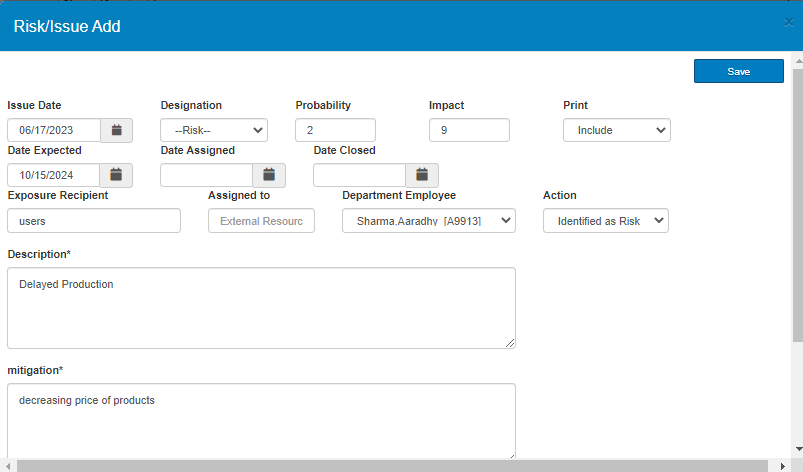 Risk/Issue Add
×
Save
Issue Date Designation Probability Impact Print
06/17/2023 --Risk-- 2 9 Include
Date Expected Date Assigned Date Closed
10/15/2024
Exposure Recipient Assigned to Department Employee Action
users External Resourc Sharma,Aaradhy [A9913] Identified as Risk
Description*
Delayed Production
mitigation*
decreasing price of products